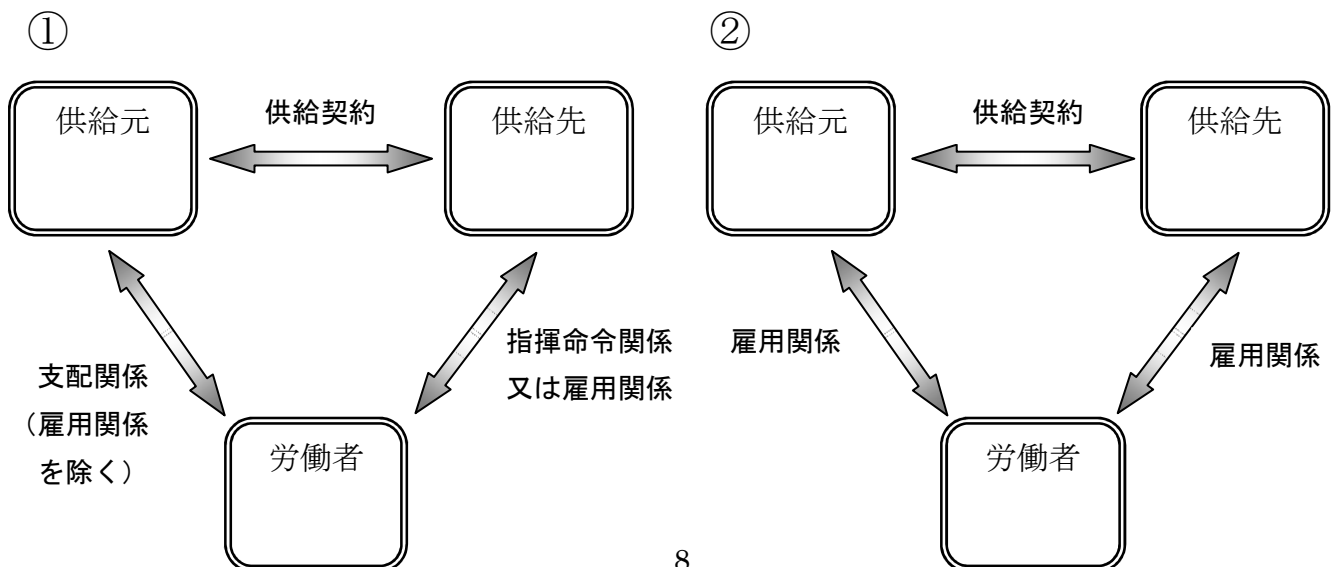 ①
供給元
供給契約
供給先
支配関係
（雇用関係
を除く）
指揮命令関係
又は雇用関係
労働者
②
供給元
供給契約
供給先
雇用関係
雇用関係
労働者
8